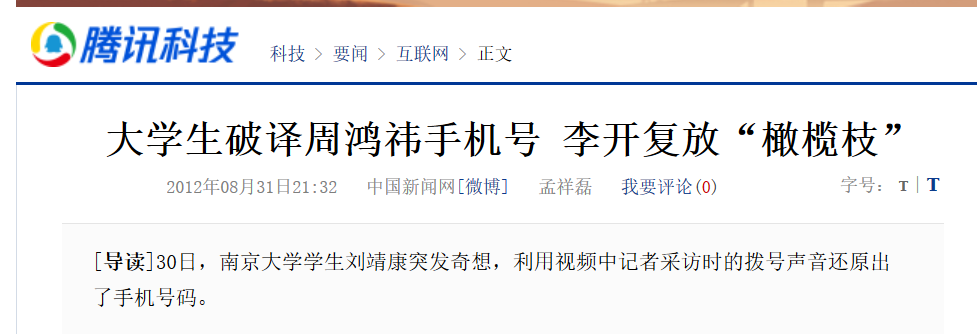 腾讯科技 科技 > 要闻 > 互联网 > 正文
大学生破译周鸿祎手机号 李开复放“橄榄枝”
2012年08月31日21:32 中国新闻网[微博] 孟祥磊 我要评论(0) 字号： T|T
[导读]30日，南京大学学生刘靖康突发奇想，利用视频中记者采访时的拨号声音还原出
了手机号码。